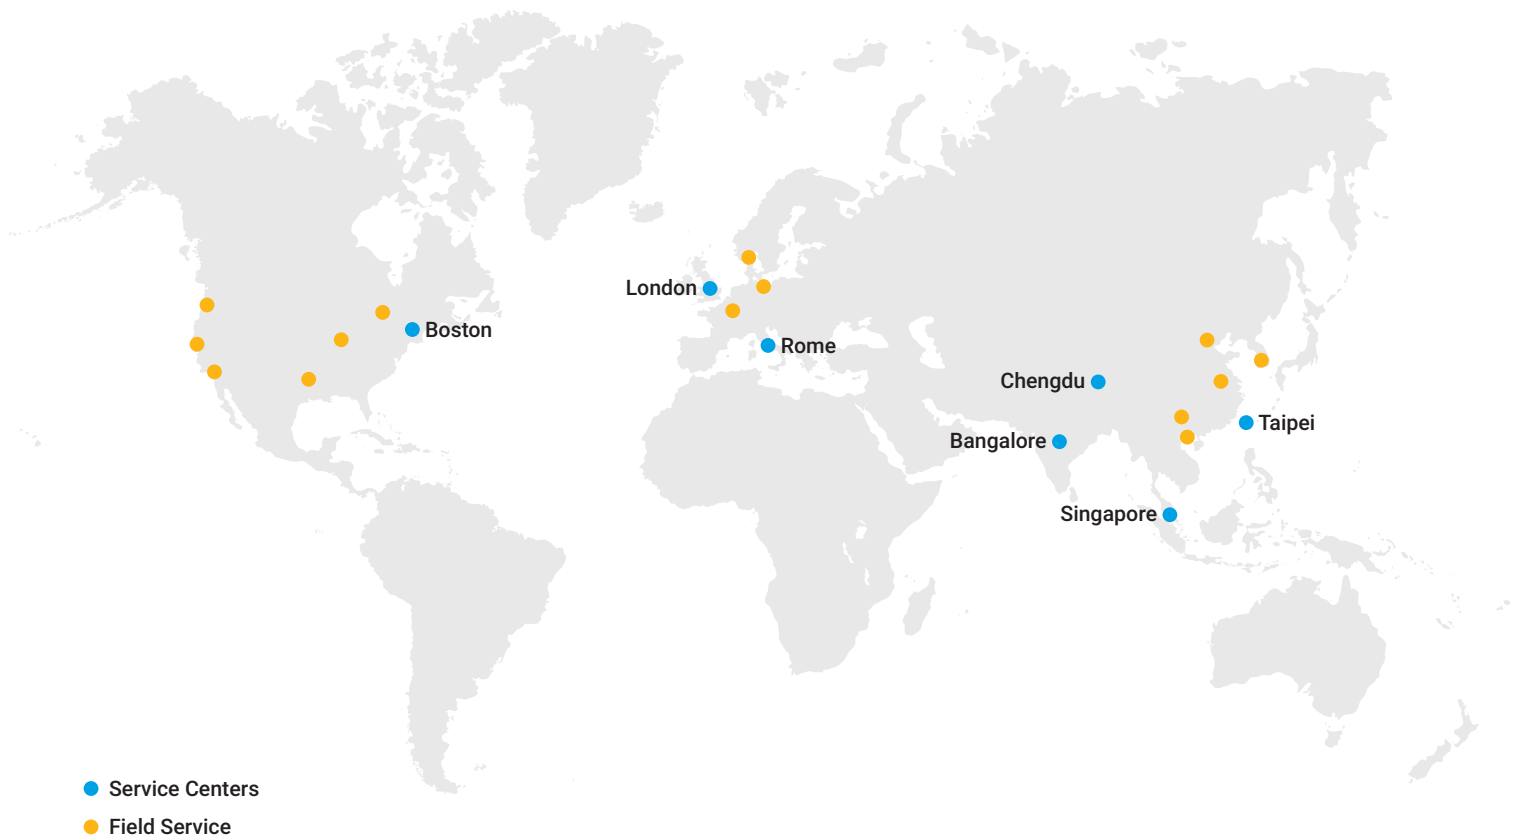 London
Boston
Rome
Chengdu
Taipei
Bangalore
Singapore
Service Centers
Field Service